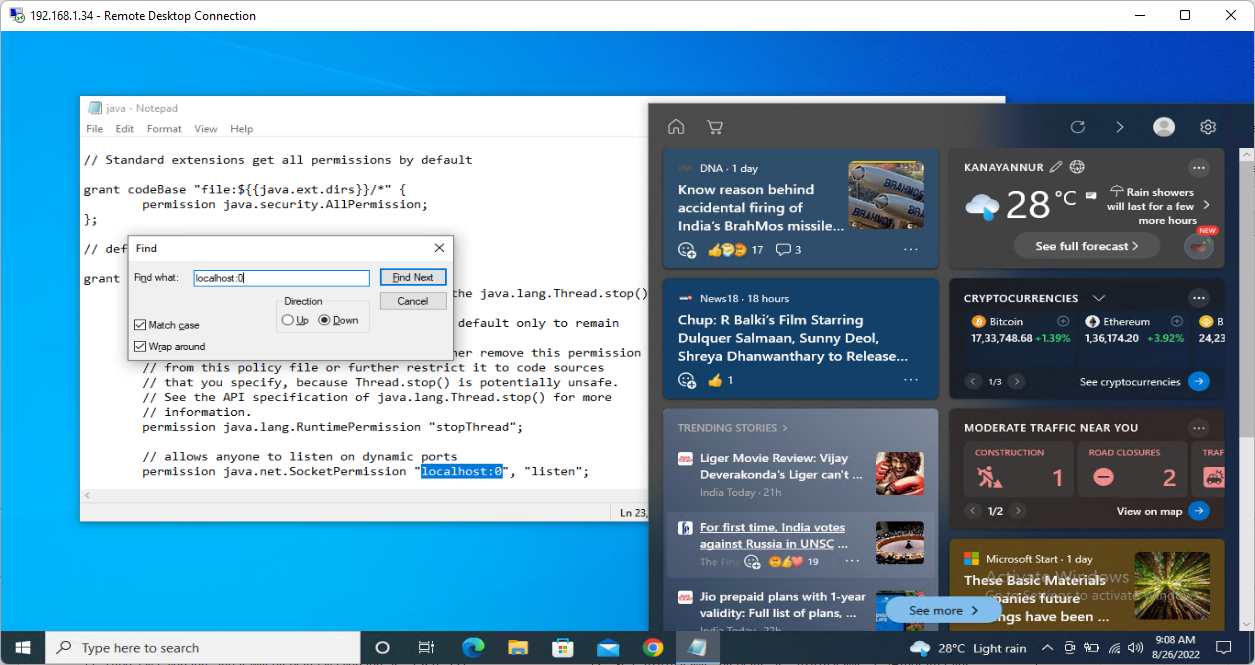 192.168.1.34 - Remote Desktop Connection
java - Notepad
File Edit Format View Help
// Standard extensions get all permissions by default
grant codeBase "file:${{java.ext.dirs}}/*" {
permission java.security.AllPermission;
};
// def
grant
the java.lang.Thread.stop()
default only to remain
her remove this permission
// from this policy file or further restrict it to code sources
// that you specify, because Thread.stop() is potentially unsafe.
// See the API specification of java.lang.Thread.stop() for more
// information.
permission java.lang.RuntimePermission "stopThread";
// allows anyone to listen on dynamic ports
permission java.net.SocketPermission "localhost:0", "listen";
Ln 23,
Find
Find what: localhost:0 Find Next
Direction Cancel
Up Down
Match case
Wrap around
DNA · 1 day
Know reason behind
accidental firing of
India's BrahMos missile...
17 3
BRAHMOS
BRAHMOS
News18 · 18 hours
Chup: R Balki's Film Starring
Dulquer Salmaan, Sunny Deol,
Shreya Dhanwanthary to Release...
1
TRENDING STORIES
Liger Movie Review: Vijay
Deverakonda's Liger can't ...
India Today · 21h
For first time, India votes
against Russia in UNSC ...
The Fina 19
Jio prepaid plans with 1-year
validity: Full list of plans, ...
India Today · 22h
KANAYANNUR
28 °C
Rain showers
will last for a few
more hours
See full forecast
NEW
CRYPTOCURRENCIES
Bitcoin Ethereum B
17,33,748.68 +1.39% 1,36,174.20 +3.92% 24,23
1/3 See cryptocurrencies
MODERATE TRAFFIC NEAR YOU
CONSTRUCTION ROAD CLOSURES TRAF
1 2
1/2 View on map
Microsoft Start · 1 day
These Basic Materials
panies future
ngs have been ...
Activate Windows
Go to Settings to activate Windows.
See more
Type here to search
28°C Light rain
9:08 AM
8/26/2022